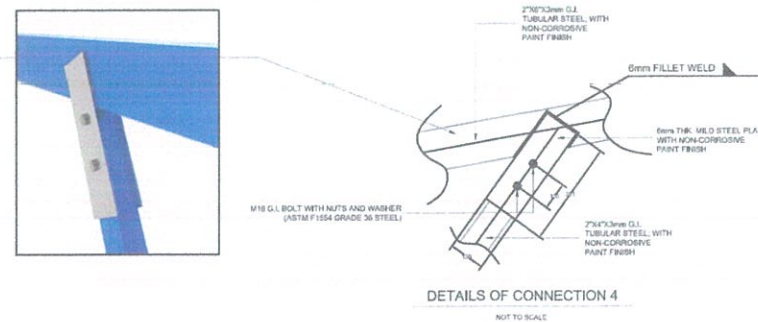 2"X6"X3mm G.I.
TUBULAR STEEL, WITH
NON-CORROSIVE
PAINT FINISH
6mm FILLET WELD
6mm THK. MILD STEEL PLA
WITH NON-CORROSIVE
PAINT FINISH
M16 G.I. BOLT WITH NUTS AND WASHER
(ASTM F1554 GRADE 36 STEEL)
2"X4"X3mm G.I.
TUBULAR STEEL, WITH
NON-CORROSIVE
PAINT FINISH
DETAILS OF CONNECTION 4
NOT TO SCALE